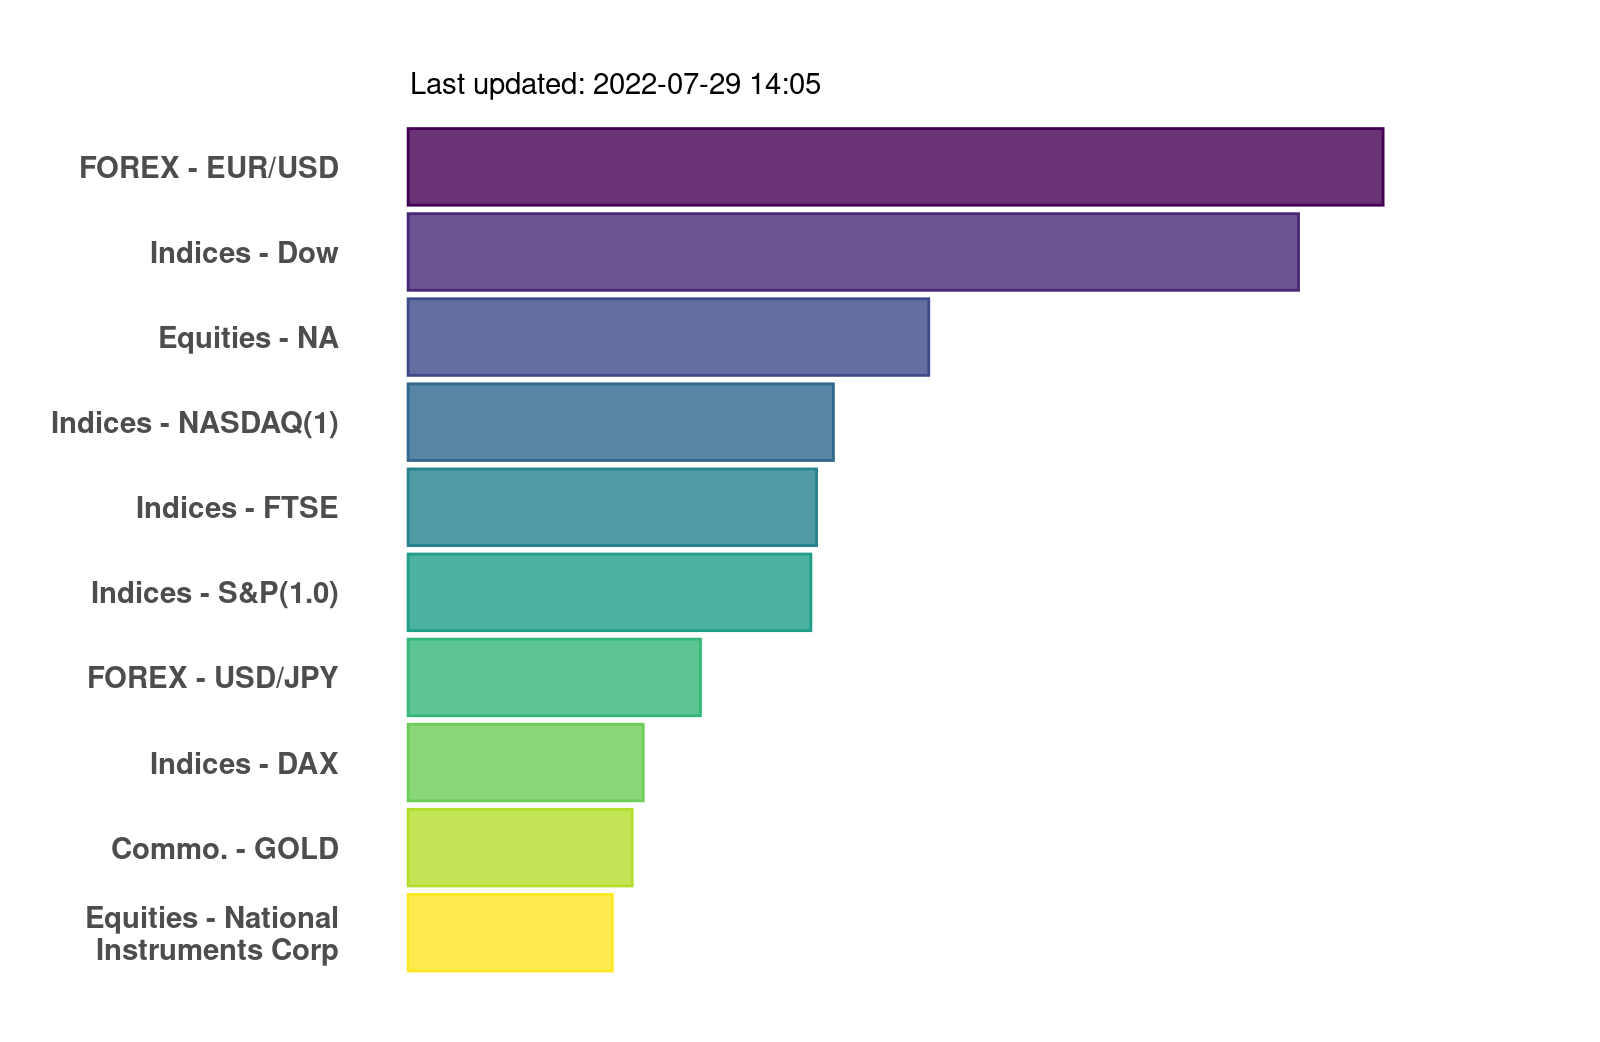 Last updated: 2022-07-29 14:05
FOREX - EUR/USD
Indices - Dow
Equities - NA
Indices - NASDAQ(1)
Indices - FTSE
Indices - S&P(1.0)
FOREX - USD/JPY
Indices - DAX
Commo. - GOLD
Equities - National
Instruments Corp